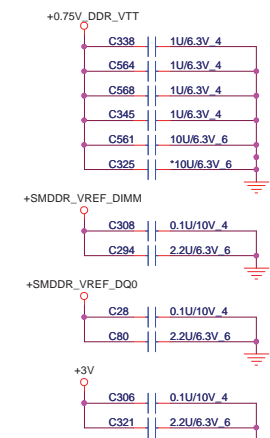 +0.75V_DDR_VTT
C338 1U/6.3V_4
C564 1U/6.3V_4
C568 1U/6.3V_4
C345 1U/6.3V_4
C561 10U/6.3V_6
C325 *10U/6.3V_6
+SMDDR_VREF_DIMM
C308 0.1U/10V_4
C294 2.2U/6.3V_6
+SMDDR_VREF_DQ0
C28 0.1U/10V_4
C80 2.2U/6.3V_6
+3V
C306 0.1U/10V_4
C321 2.2U/6.3V_6